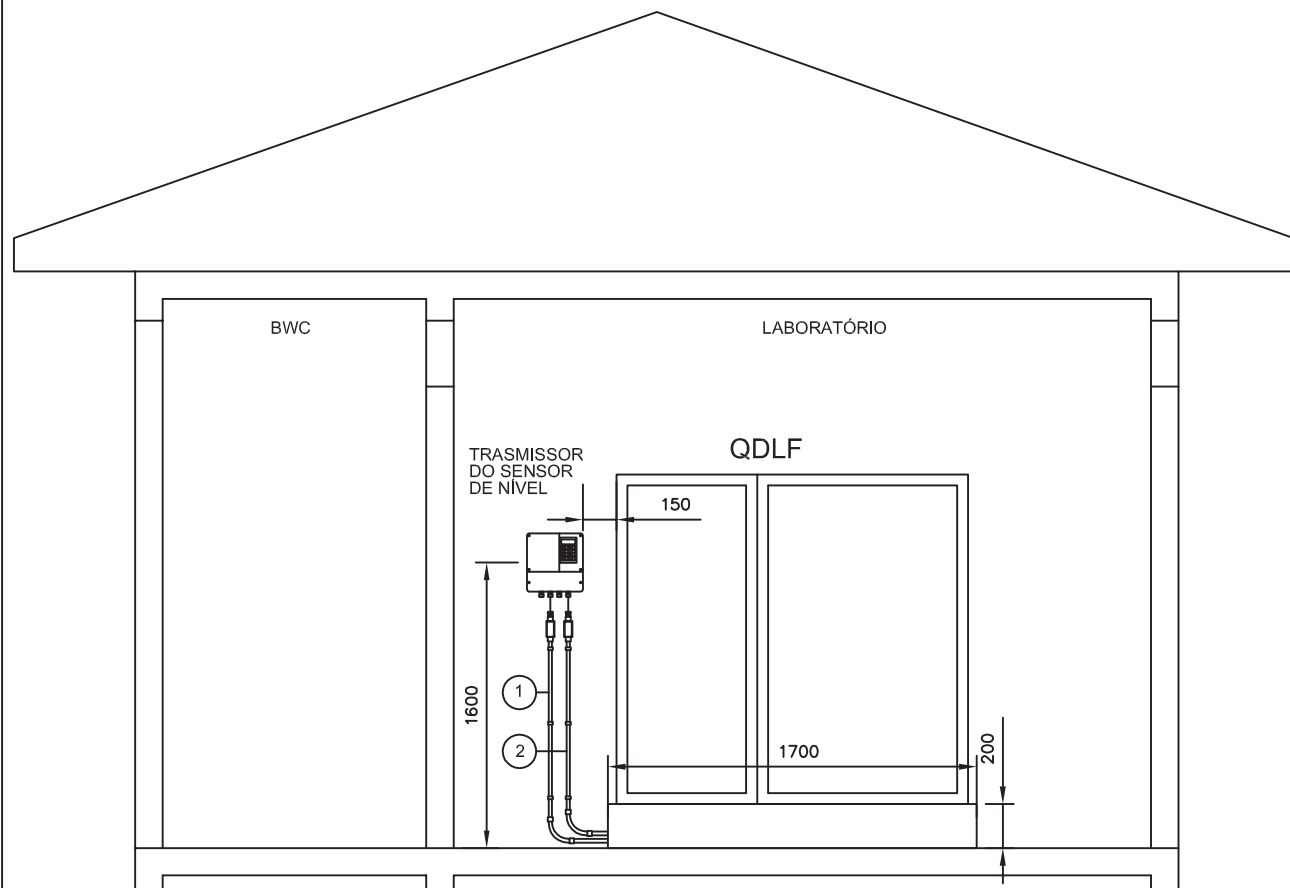 BWC
LABORATÓRIO
QDLF
TRASMISSOR
DO SENSOR
DE NÍVEL
150
1600
1
2
1700
200